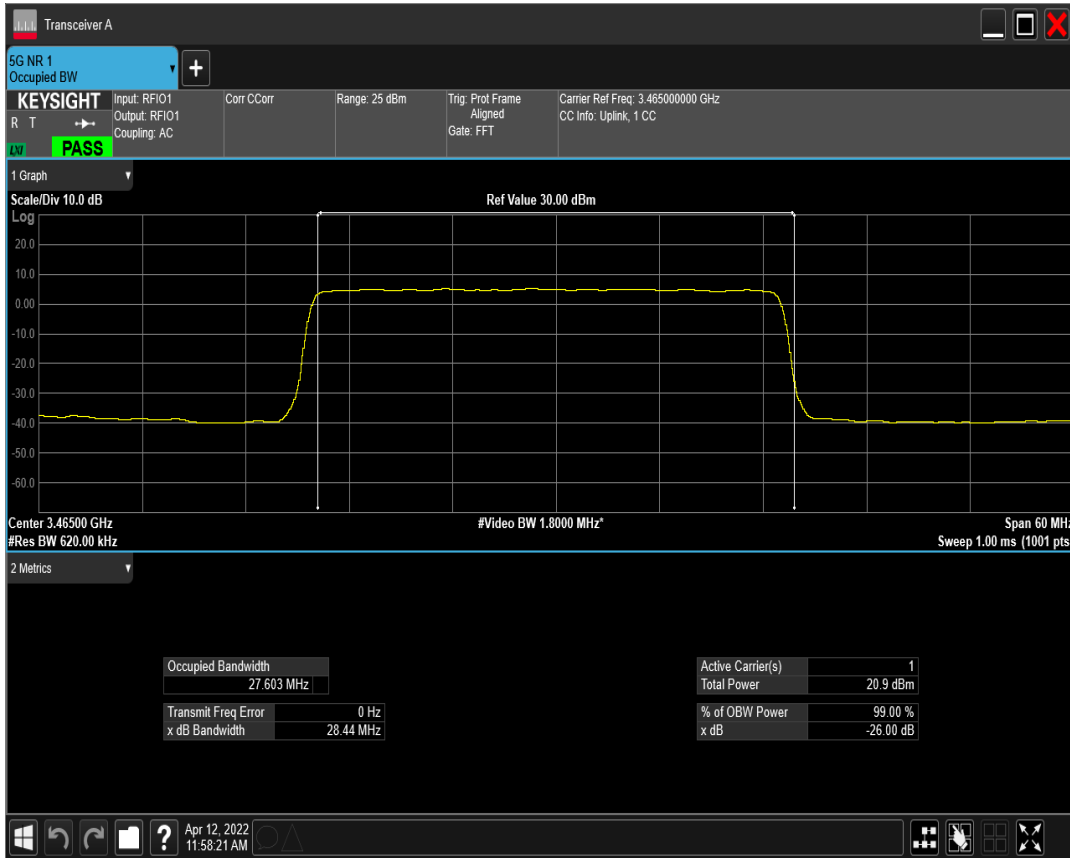 Transceiver A
5G NR 1
Occupied BW
+
KEYSIGHT
R T
LXI
PASS
Input: RFIO1
Output: RFIO1
Coupling: AC
Corr CCorr
Range: 25 dBm
Trig: Prot Frame
Aligned
Gate: FFT
Carrier Ref Freq: 3.465000000 GHz
CC Info: Uplink, 1 CC
1 Graph
Scale/Div 10.0 dB
Ref Value 30.00 dBm
Log
20.0
10.0
0.00
-10.0
-20.0
-30.0
-40.0
-50.0
-60.0
Center 3.46500 GHz
#Video BW 1.8000 MHz*
Span 60 MHz
#Res BW 620.00 kHz
Sweep 1.00 ms (1001 pts
2 Metrics
Occupied Bandwidth
27.603 MHz
Transmit Freq Error 0 Hz
x dB Bandwidth 28.44 MHz
Active Carrier(s) 1
Total Power 20.9 dBm
% of OBW Power 99.00 %
x dB -26.00 dB
?
Apr 12, 2022
11:58:21 AM